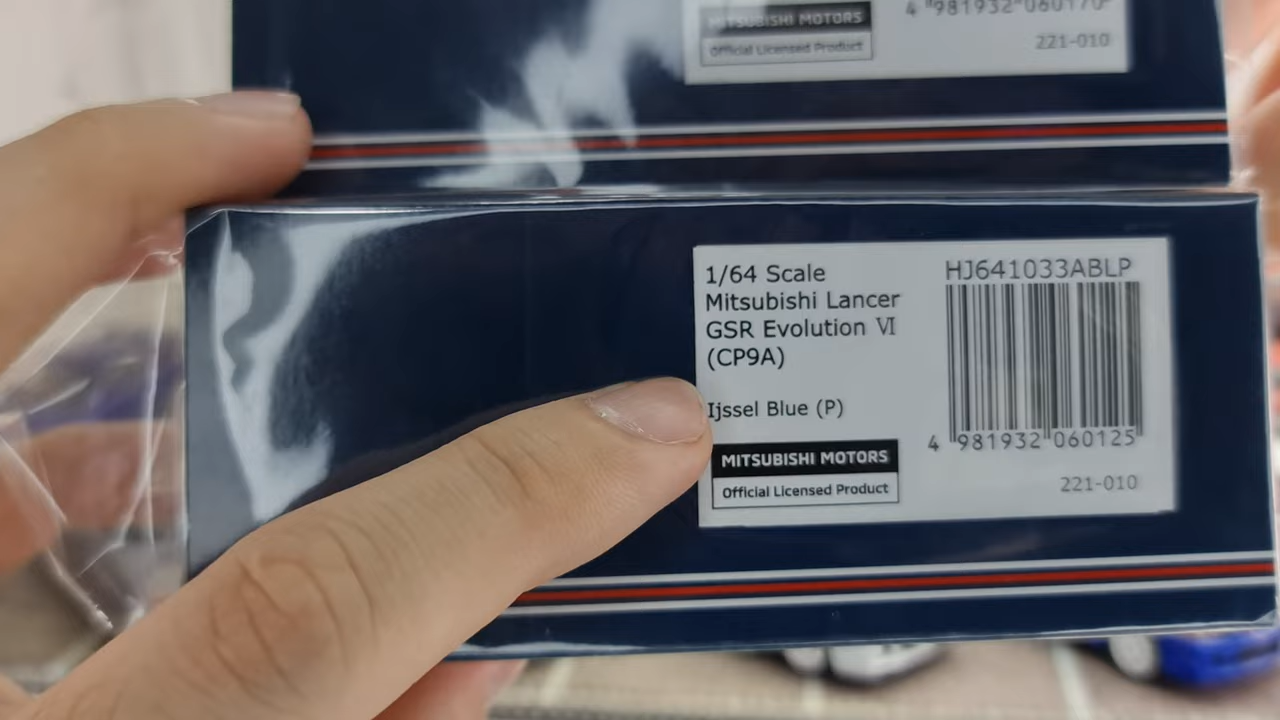 MITSUBISHI MOTORS
Official Licensed Product
4 981932 060170
221-010
1/64 Scale
Mitsubishi Lancer
GSR Evolution Ⅵ
(CP9A)
Ijssel Blue (P)
MITSUBISHI MOTORS
Official Licensed Product
HJ641033ABLP
4 981932 060125
221-010